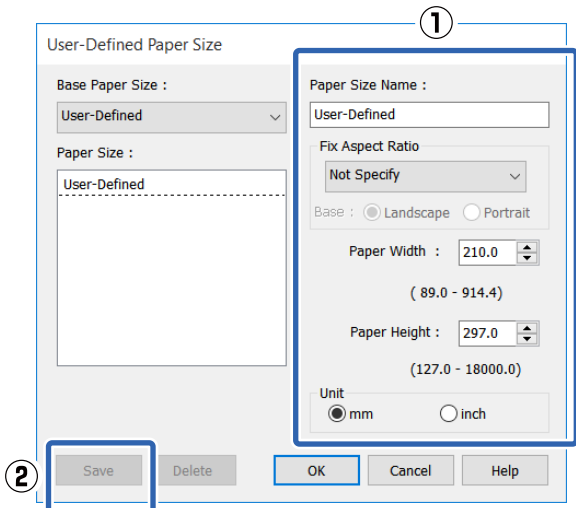 ①
User-Defined Paper Size
Base Paper Size :
User-Defined
Paper Size :
User-Defined
Paper Size Name :
User-Defined
Fix Aspect Ratio
Not Specify
Base : Landscape Portrait
Paper Width : 210.0
( 89.0 - 914.4)
Paper Height : 297.0
(127.0 - 18000.0)
Unit
mm inch
②
Save Delete OK Cancel Help